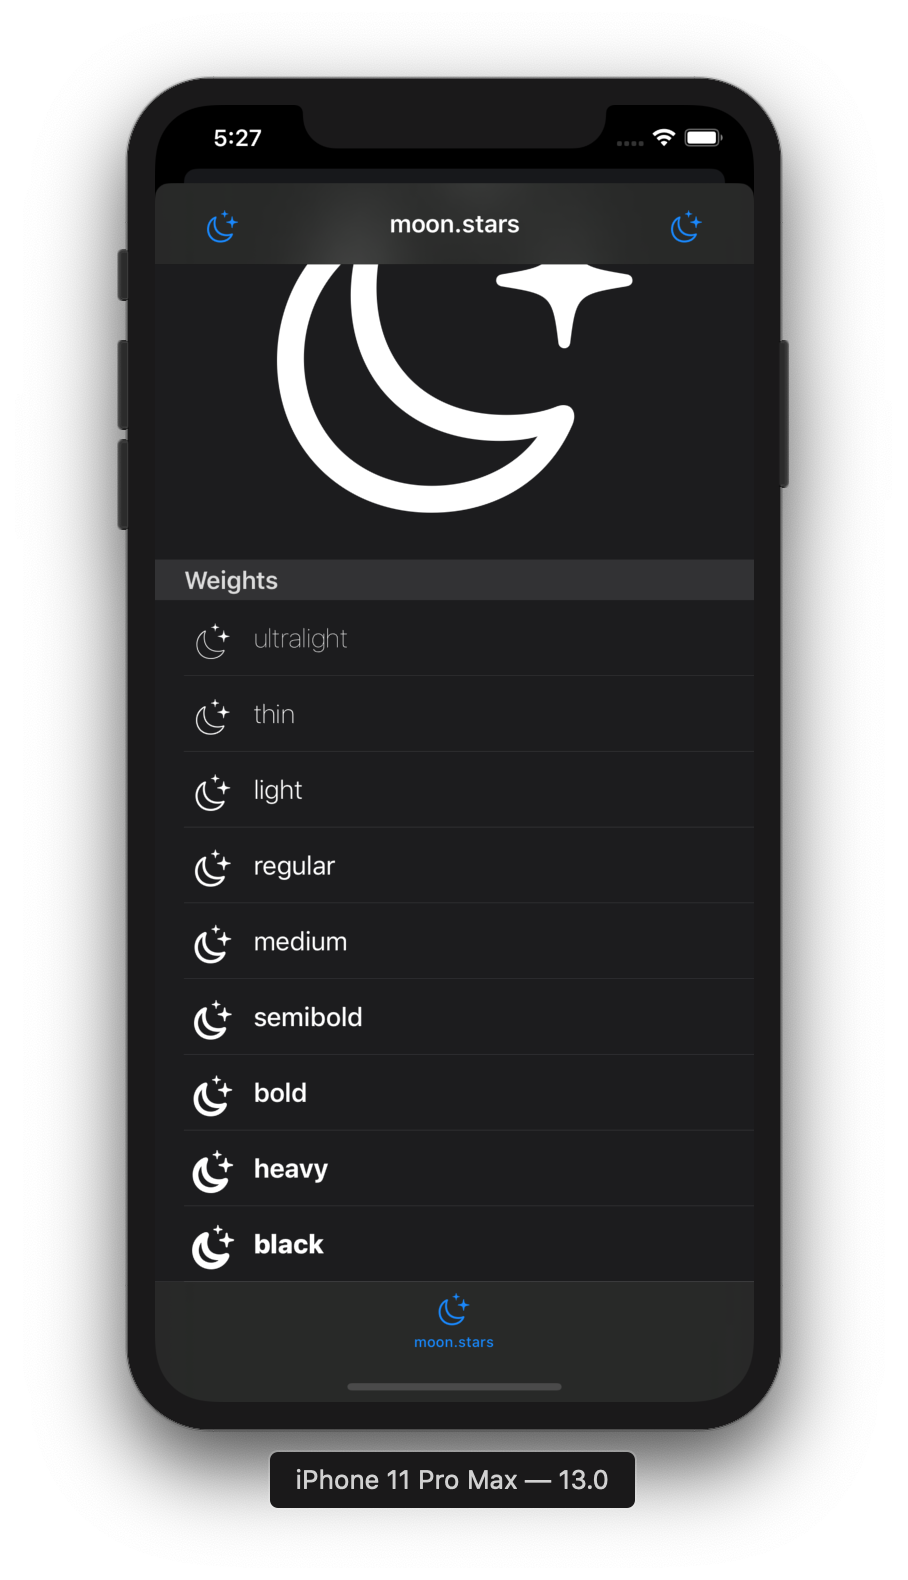 5:27
moon.stars
Weights
ultralight
thin
light
regular
medium
semibold
bold
heavy
black
moon.stars
iPhone 11 Pro Max — 13.0